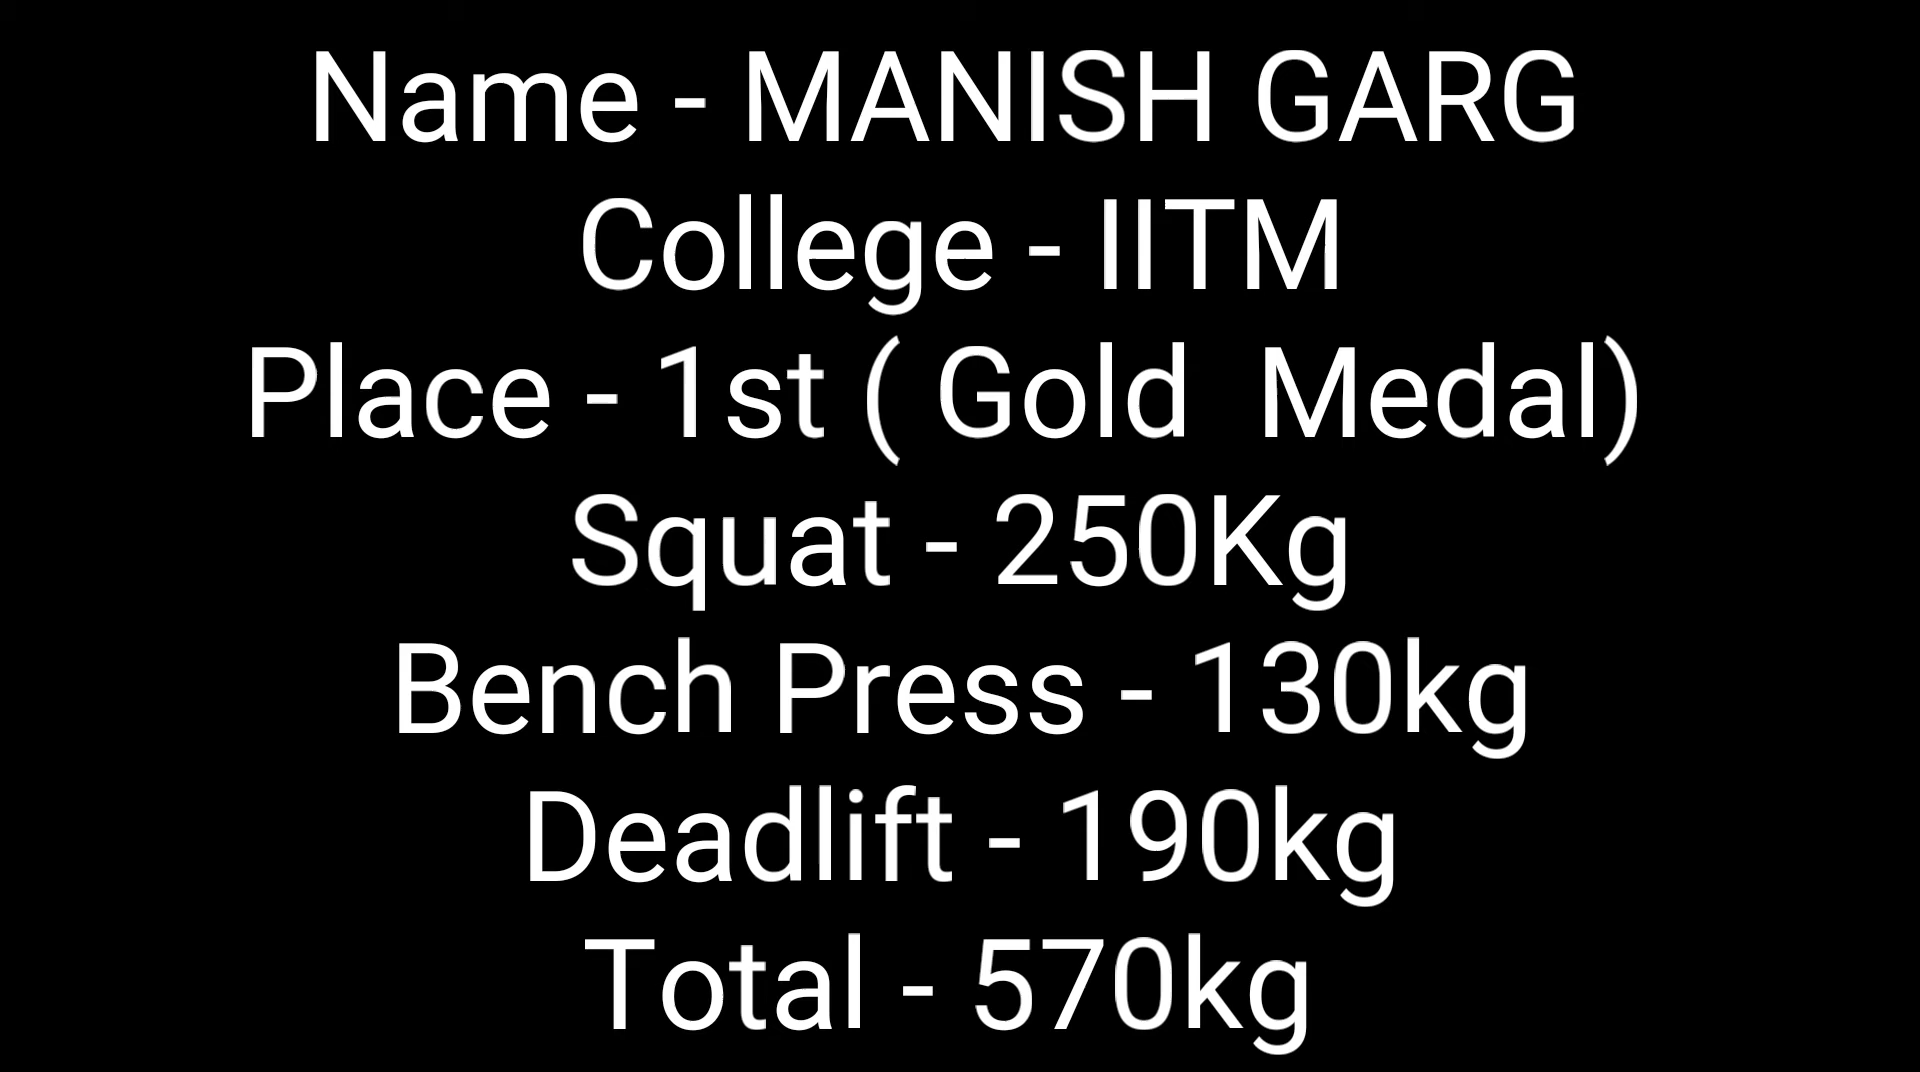 Name - MANISH GARG
College - IITM
Place - 1st ( Gold  Medal)
Squat - 250Kg
Bench Press - 130kg
Deadlift - 190kg
Total - 570kg